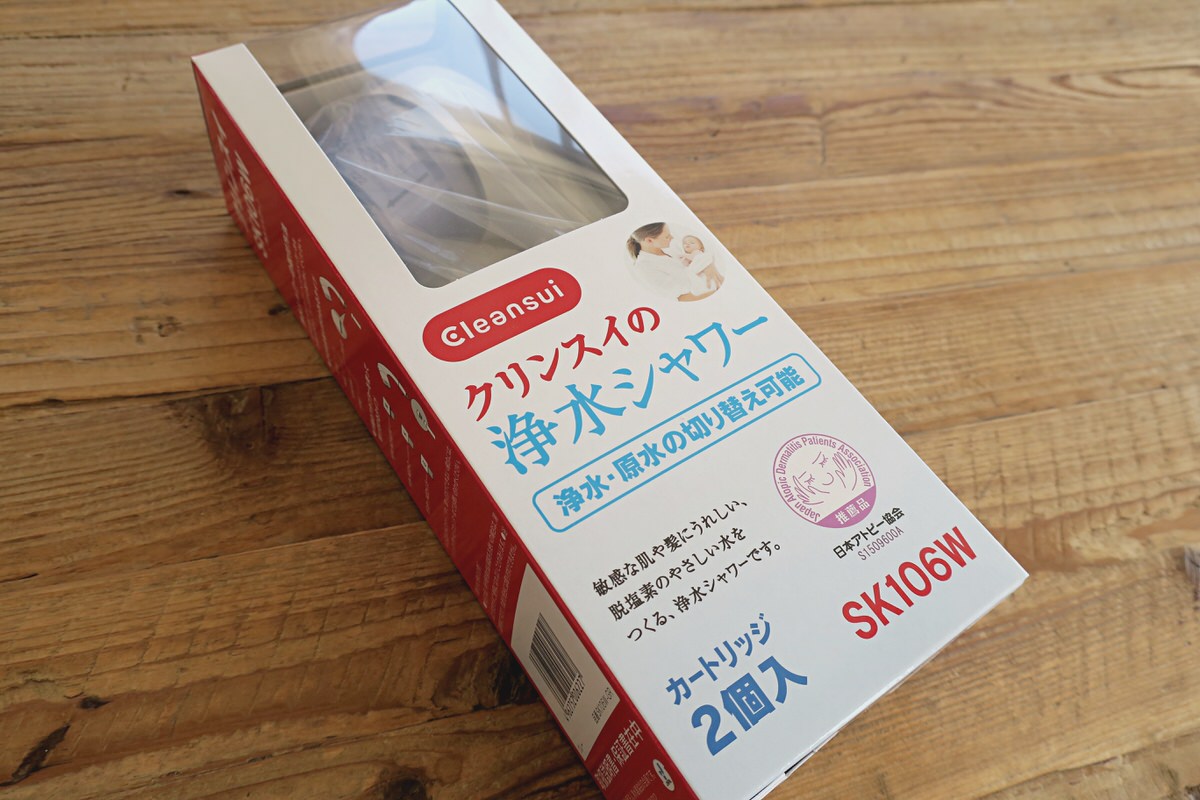 Cleansui
クリンスイの
浄水シャワー
浄水・原水の切り替え可能
Japan Atopic Dermatitis Patients Association
推薦品
日本アトピー協会
S1509600A
敏感な肌や髪にうれしい、
脱塩素のやさしい水を
つくる、浄水シャワーです。
SK106W
カートリッジ
2個入